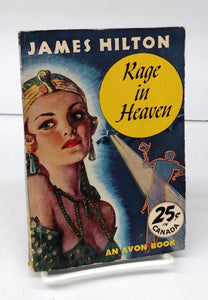 JAMES HILTON
Rage
in
Heaven
25¢
IN
CANADA
AN AVON BOOK